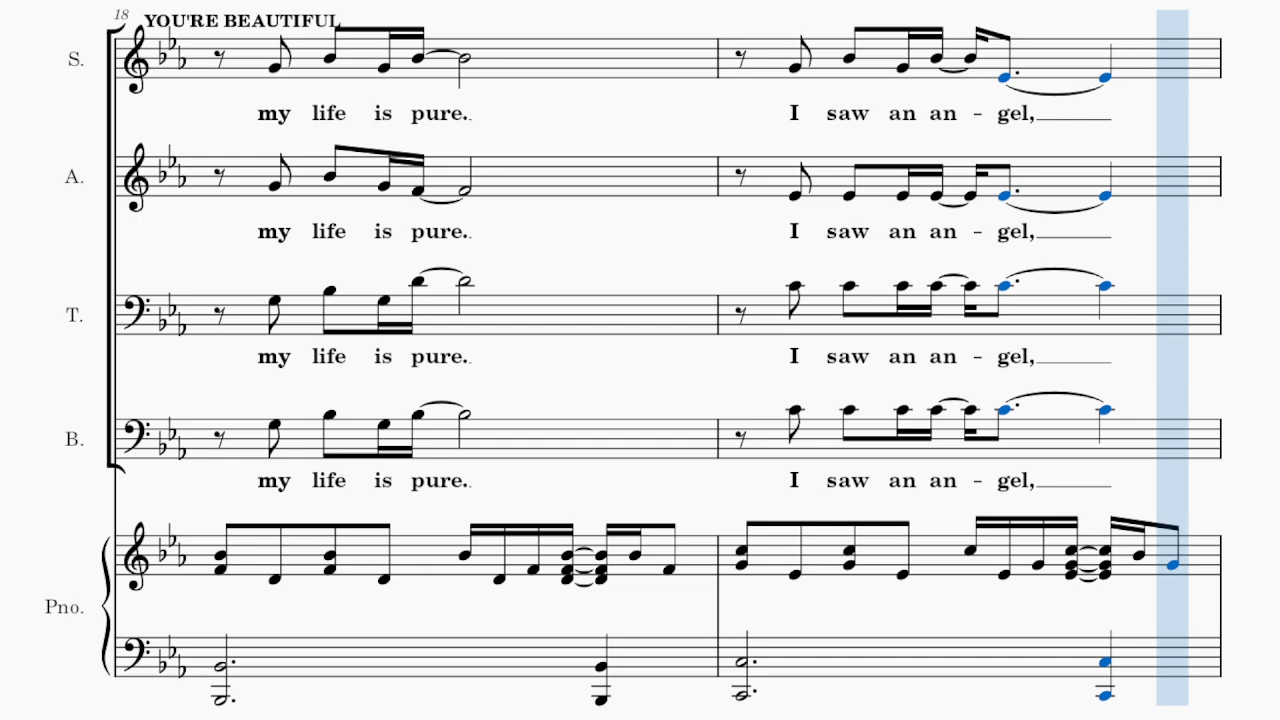 18 YOU'RE BEAUTIFUL
S.
my life is pure. I saw an an - gel,
A.
my life is pure. I saw an an - gel,
T.
my life is pure. I saw an an - gel,
B.
my life is pure. I saw an an - gel,
Pno.